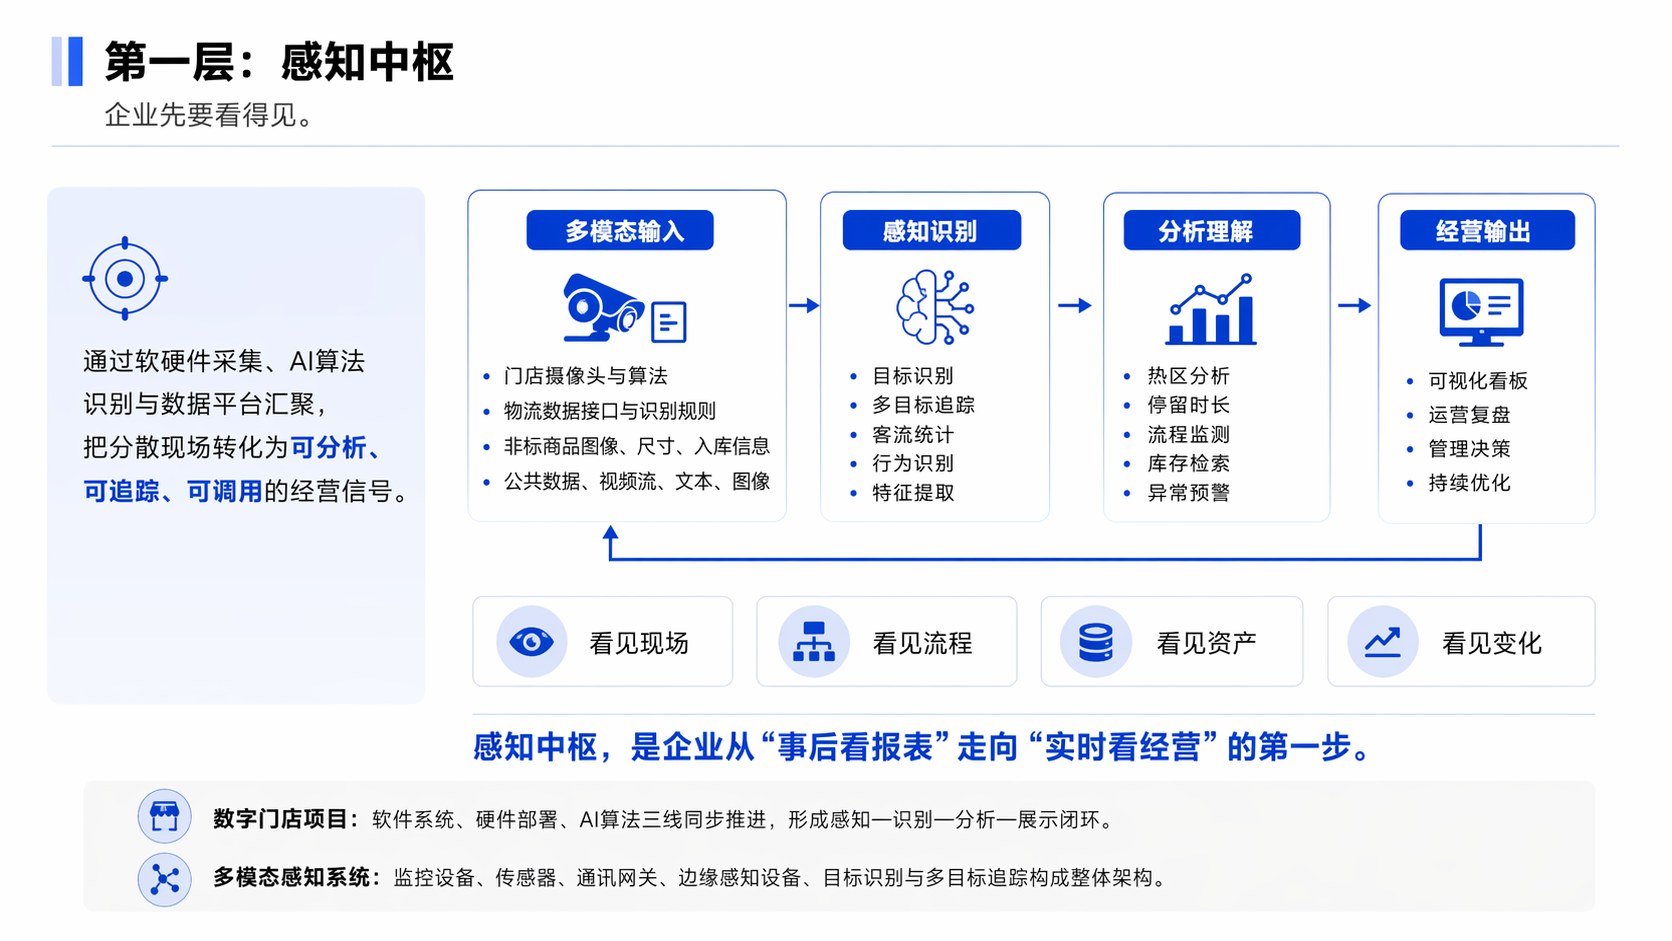 第一层：感知中枢
企业先要看得见。
通过软硬件采集、AI算法
识别与数据平台汇聚，
把分散现场转化为可分析、
可追踪、可调用的经营信号。
多模态输入
门店摄像头与算法
物流数据接口与识别规则
非标商品图像、尺寸、入库信息
公共数据、视频流、文本、图像
感知识别
目标识别
多目标追踪
客流统计
行为识别
特征提取
分析理解
热区分析
停留时长
流程监测
库存检索
异常预警
经营输出
可视化看板
运营复盘
管理决策
持续优化
看见现场
看见流程
看见资产
看见变化
感知中枢，是企业从“事后看报表”走向“实时看经营”的第一步。
数字门店项目：软件系统、硬件部署、AI算法三线同步推进，形成感知—识别—分析—展示闭环。
多模态感知系统：监控设备、传感器、通讯网关、边缘感知设备、目标识别与多目标追踪构成整体架构。